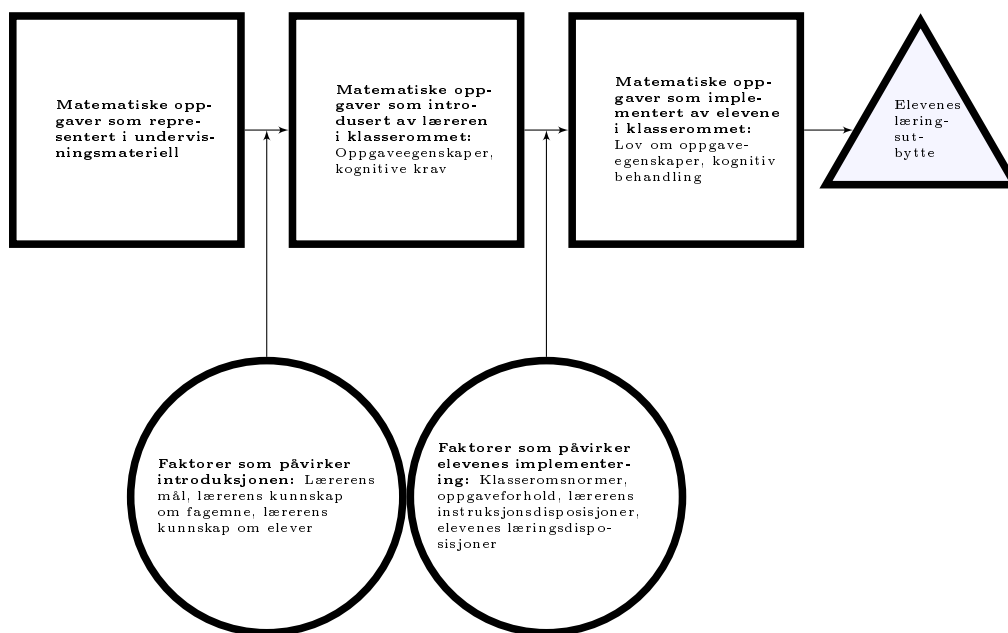 Matematiske opp-
gaver som repre-
sentert i undervis-
ningsmateriell
Matematiske opp-
gaver som intro-
dusert av læreren
i klasserommet:
Oppgaveegenskaper,
kognitive krav
Matematiske opp-
gaver som imple-
mentert av elevene
i klasserommet:
Lov om oppgave-
egenskaper, kognitiv
behandling
Elevenes
læring-
sut-
bytte
Faktorer som påvirker
introduksjonen: Lærerens
mål, lærerens kunnskap
om fagemne, lærerens
kunnskap om elever
Faktorer som påvirker
elevenes implementer-
ing: Klasseromsnormer,
oppgaveforhold, lærerens
instruksjonsdisposisjoner,
elevenes læringsdispo-
sisjoner